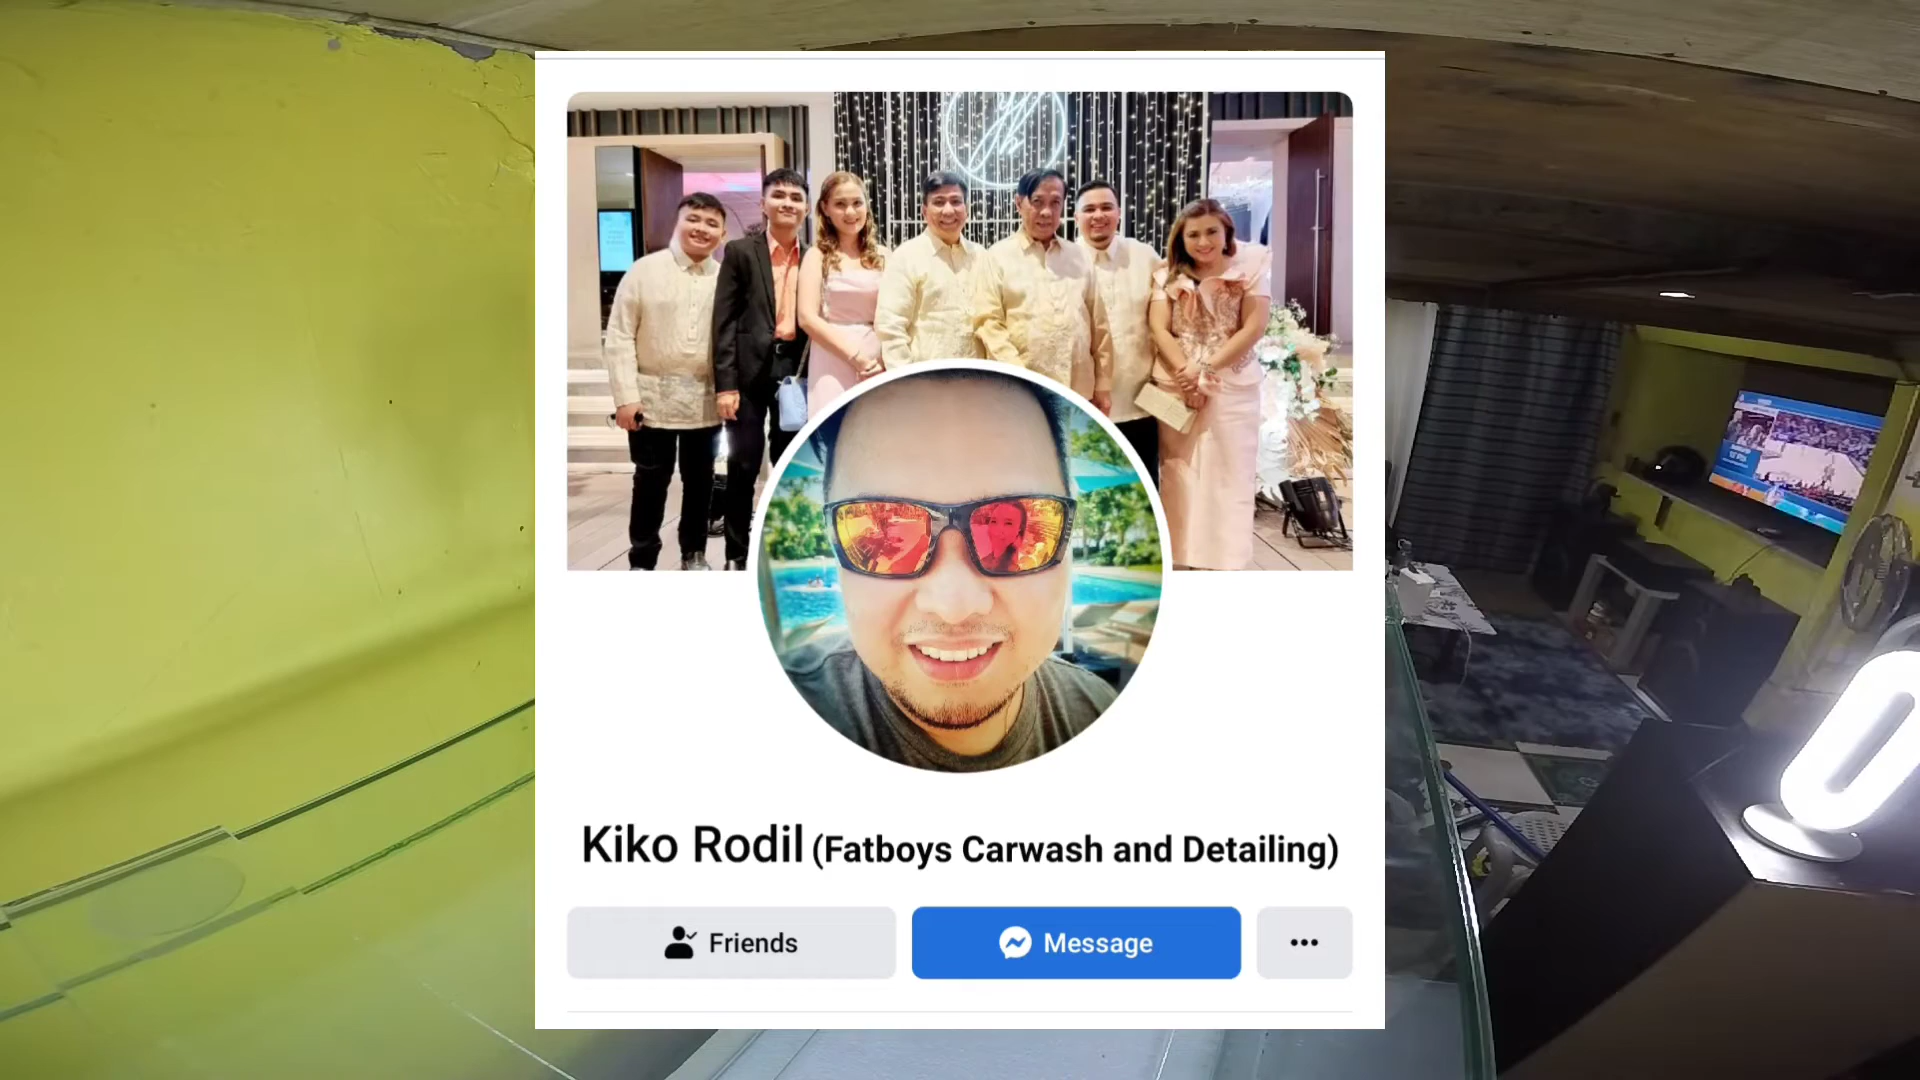 Kiko Rodil (Fatboys Carwash and Detailing)
Friends
Message